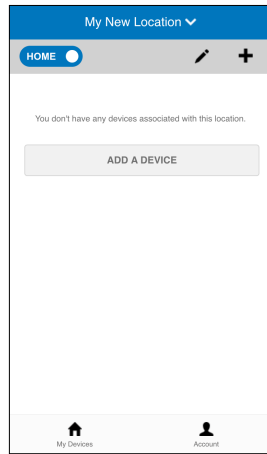 My New Location
HOME
You don't have any devices associated with this location.
ADD A DEVICE
My Devices
Account